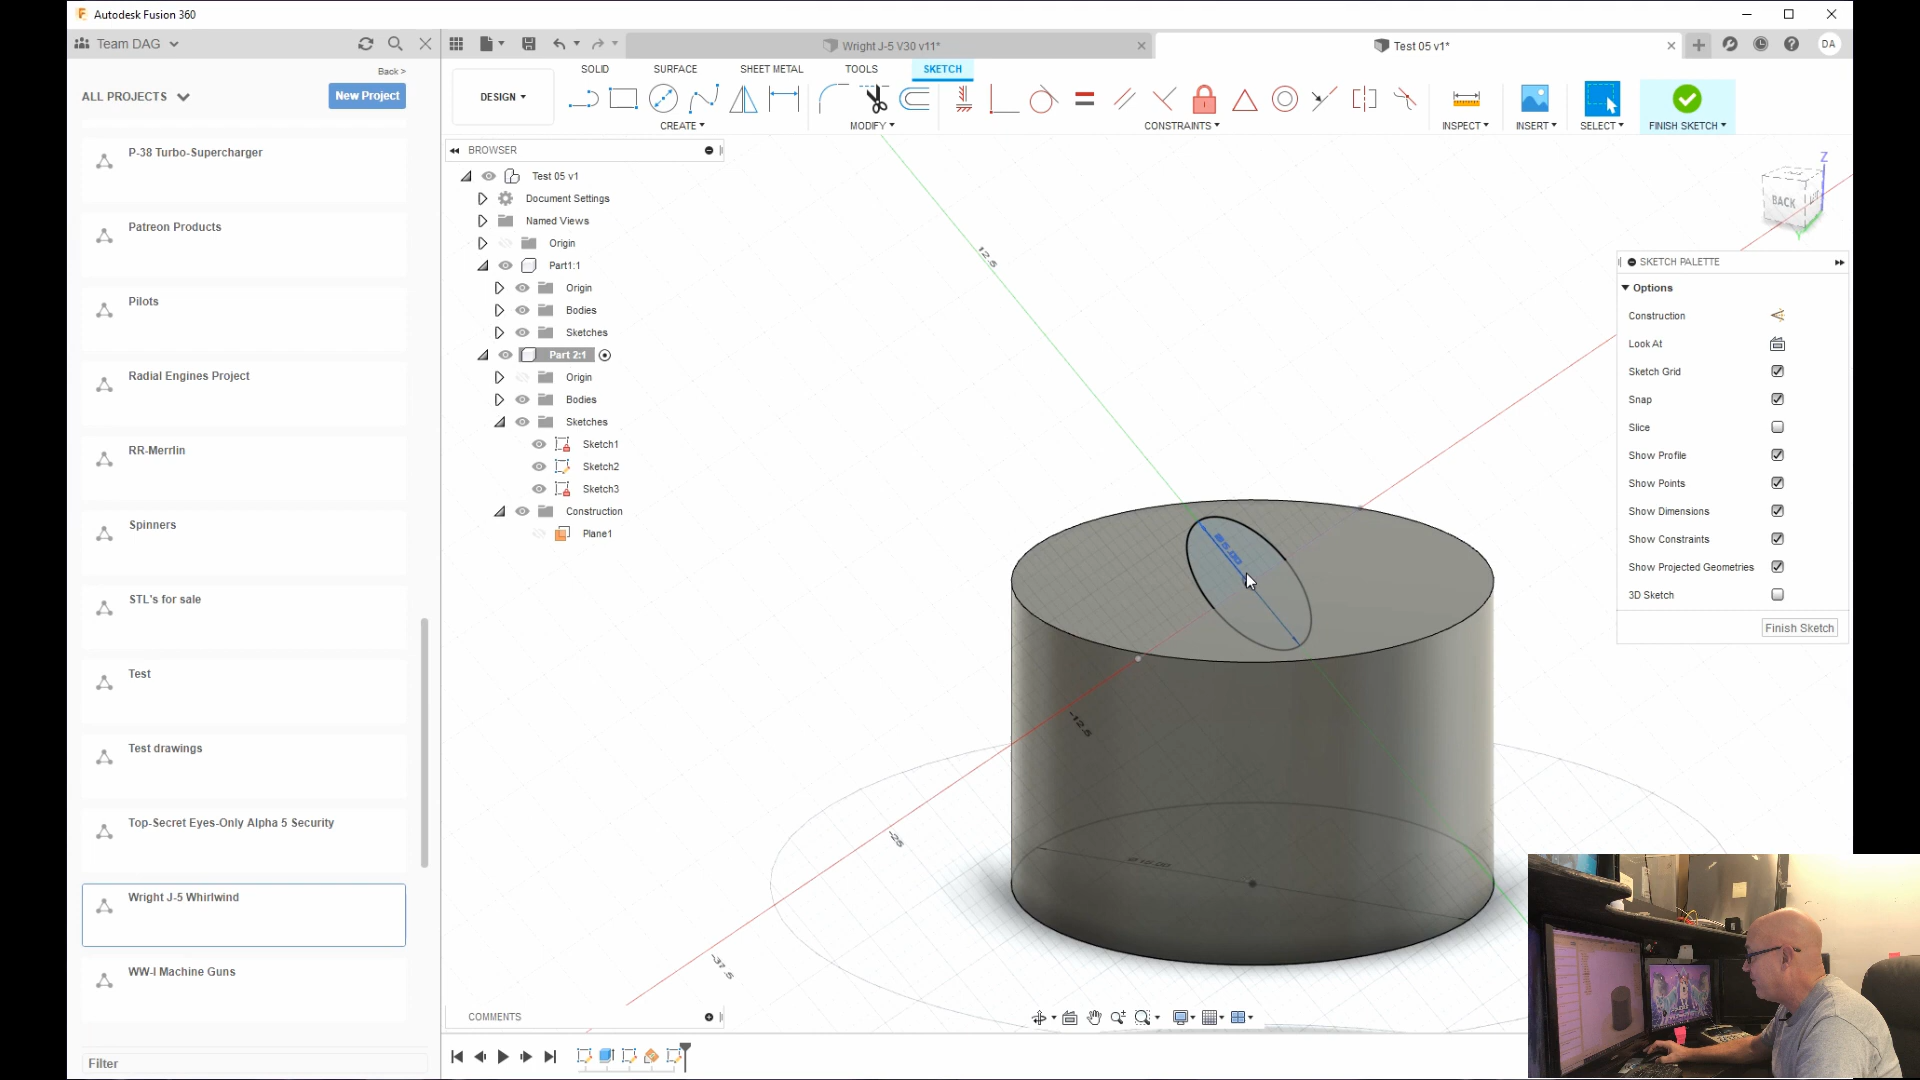 Autodesk Fusion 360
Team DAG
Wright J-5 V30 v11*
Test 05 v1*
DA
Back >
ALL PROJECTS
New Project
P-38 Turbo-Supercharger
Patreon Products
Pilots
Radial Engines Project
RR-Merrlin
Spinners
STL's for sale
Test
Test drawings
Top-Secret Eyes-Only Alpha 5 Security
Wright J-5 Whirlwind
WW-I Machine Guns
Filter
DESIGN
SOLID
SURFACE
SHEET METAL
TOOLS
SKETCH
CREATE
MODIFY
CONSTRAINTS
INSPECT
INSERT
SELECT
FINISH SKETCH
BROWSER
Test 05 v1
Document Settings
Named Views
Origin
Part1:1
Origin
Bodies
Sketches
Part 2:1
Origin
Bodies
Sketches
Sketch1
Sketch2
Sketch3
Construction
Plane1
COMMENTS
12.5
Ø5.00
-12.5
-25
-37.5
Ø15.00
Z
BACK
SKETCH PALETTE
Options
Construction
Look At
Sketch Grid
Snap
Slice
Show Profile
Show Points
Show Dimensions
Show Constraints
Show Projected Geometries
3D Sketch
Finish Sketch